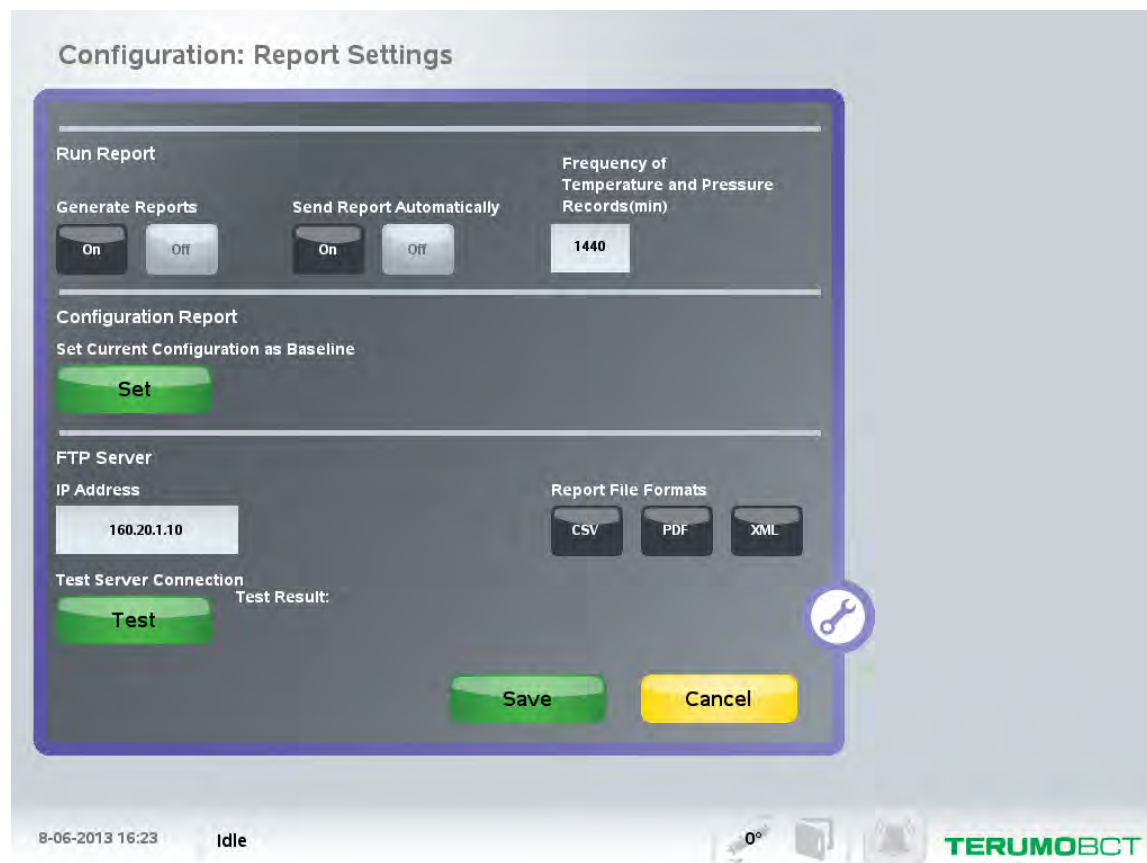 Configuration: Report Settings
Run Report
Frequency of
Temperature and Pressure
Records(min)
Generate Reports
Send Report Automatically
On Off
On Off
1440
Configuration Report
Set Current Configuration as Baseline
Set
FTP Server
IP Address
Report File Formats
160.20.1.10
CSV PDF XML
Test Server Connection
Test Result:
Test
Save
Cancel
8-06-2013 16:23
Idle
0°
TERUMOBCT